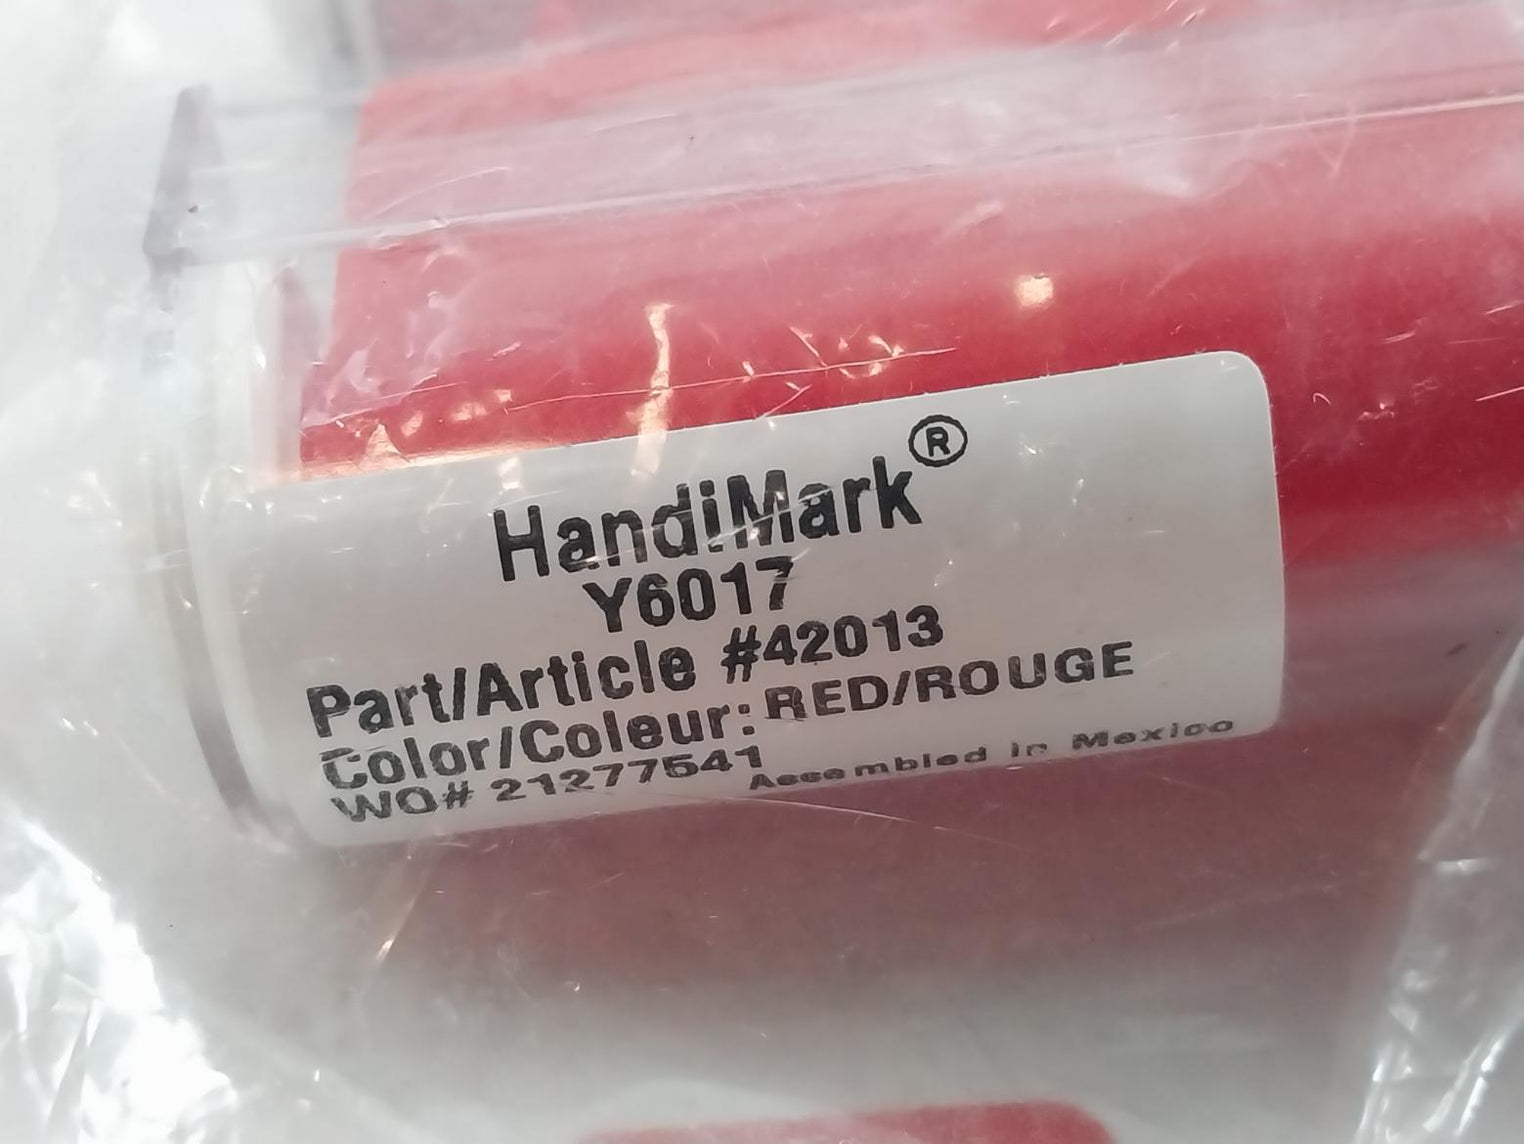 HandiMark®
Y6017
Part/Article #42013
Color/Coleur: RED/ROUGE
WO# 21277541 Assembled in Mexico